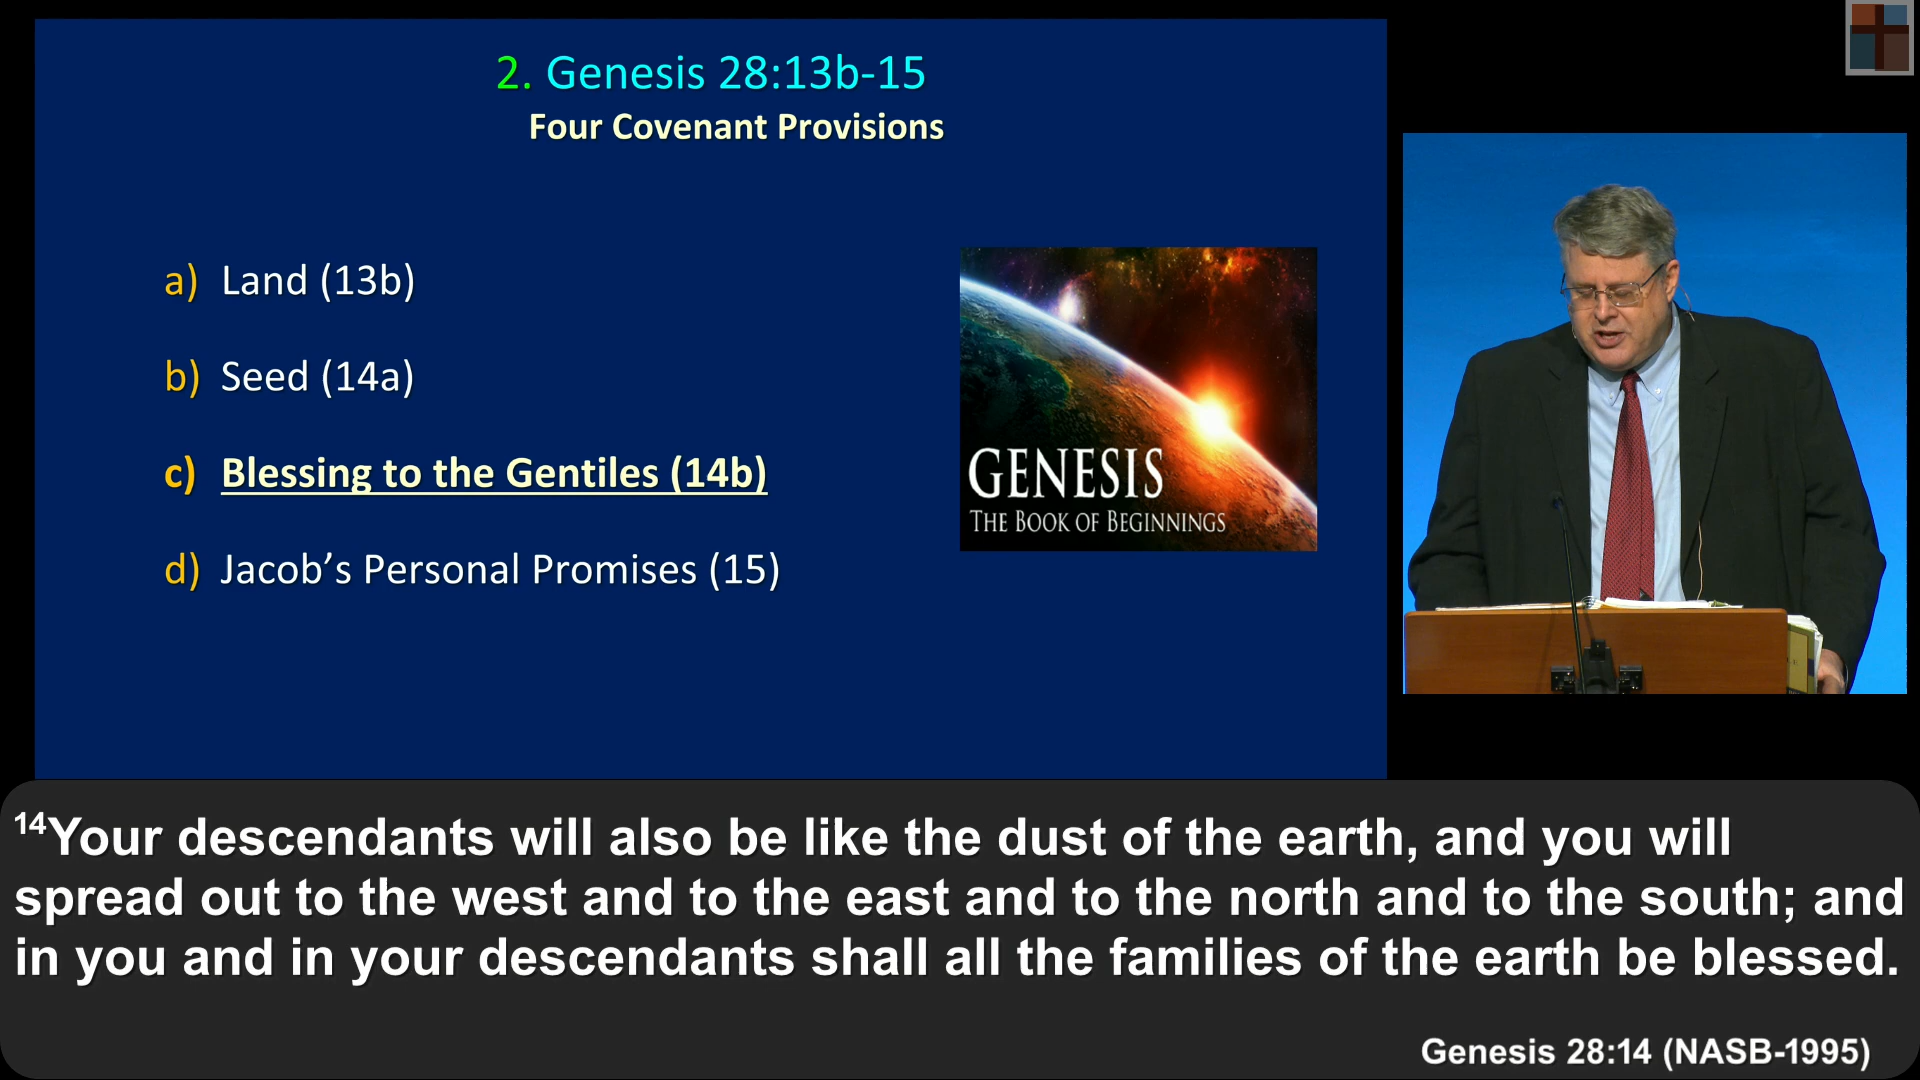 2. Genesis 28:13b-15
Four Covenant Provisions
a) Land (13b)
b) Seed (14a)
c) Blessing to the Gentiles (14b)
d) Jacob’s Personal Promises (15)
GENESIS
THE BOOK OF BEGINNINGS
14Your descendants will also be like the dust of the earth, and you will
spread out to the west and to the east and to the north and to the south; and
in you and in your descendants shall all the families of the earth be blessed.
Genesis 28:14 (NASB-1995)